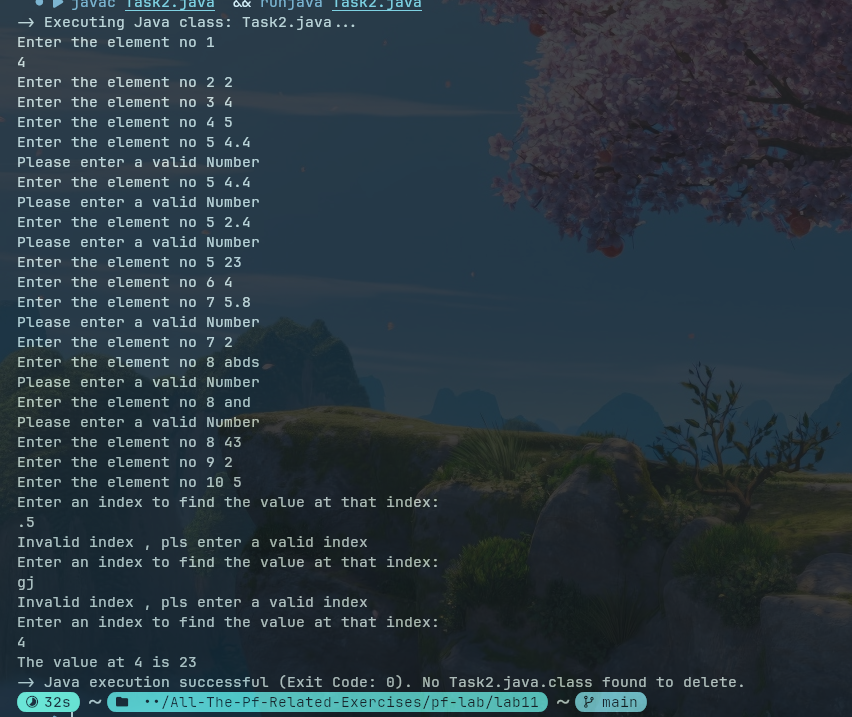 javac Task2.java && runjava Task2.java
→ Executing Java class: Task2.java...
Enter the element no 1
4
Enter the element no 2 2
Enter the element no 3 4
Enter the element no 4 5
Enter the element no 5 4.4
Please enter a valid Number
Enter the element no 5 4.4
Please enter a valid Number
Enter the element no 5 2.4
Please enter a valid Number
Enter the element no 5 23
Enter the element no 6 4
Enter the element no 7 5.8
Please enter a valid Number
Enter the element no 7 2
Enter the element no 8 abds
Please enter a valid Number
Enter the element no 8 and
Please enter a valid Number
Enter the element no 8 43
Enter the element no 9 2
Enter the element no 10 5
Enter an index to find the value at that index:
.5
Invalid index , pls enter a valid index
Enter an index to find the value at that index:
gj
Invalid index , pls enter a valid index
Enter an index to find the value at that index:
4
The value at 4 is 23
→ Java execution successful (Exit Code: 0). No Task2.java.class found to delete.
32s ~ ··/All-The-Pf-Related-Exercises/pf-lab/lab11 ~ main